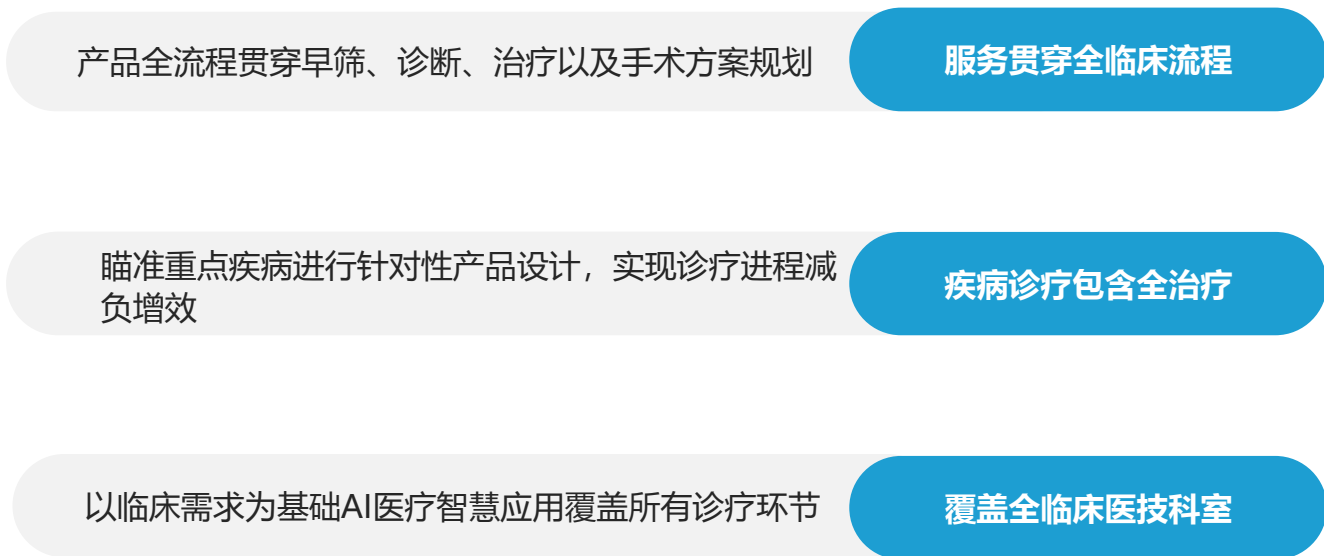 产品全流程贯穿早筛、诊断、治疗以及手术方案规划
服务贯穿全临床流程
瞄准重点疾病进行针对性产品设计，实现诊疗进程减
负增效
疾病诊疗包含全治疗
以临床需求为基础AI医疗智慧应用覆盖所有诊疗环节
覆盖全临床医技科室